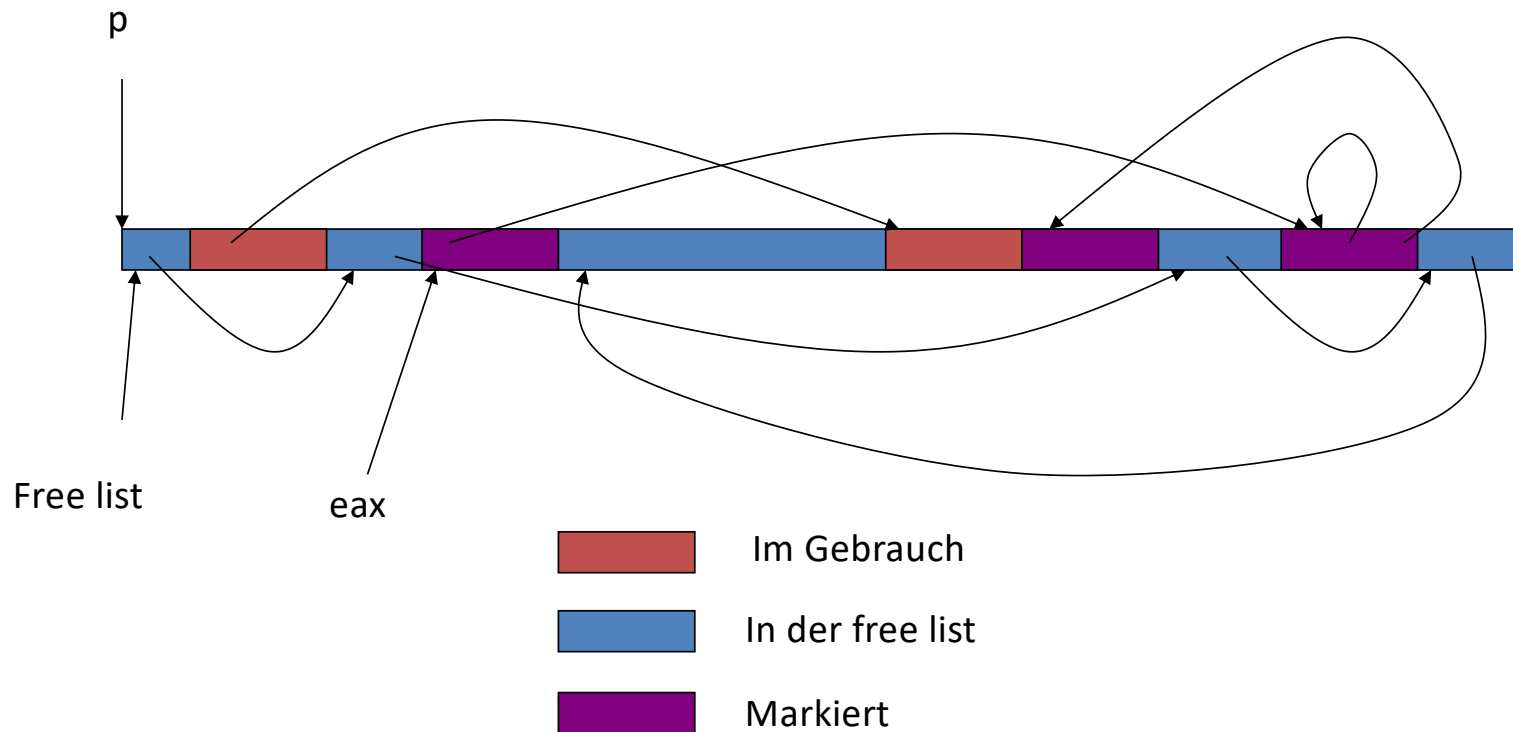 p
Free list
eax
Im Gebrauch
In der free list
Markiert